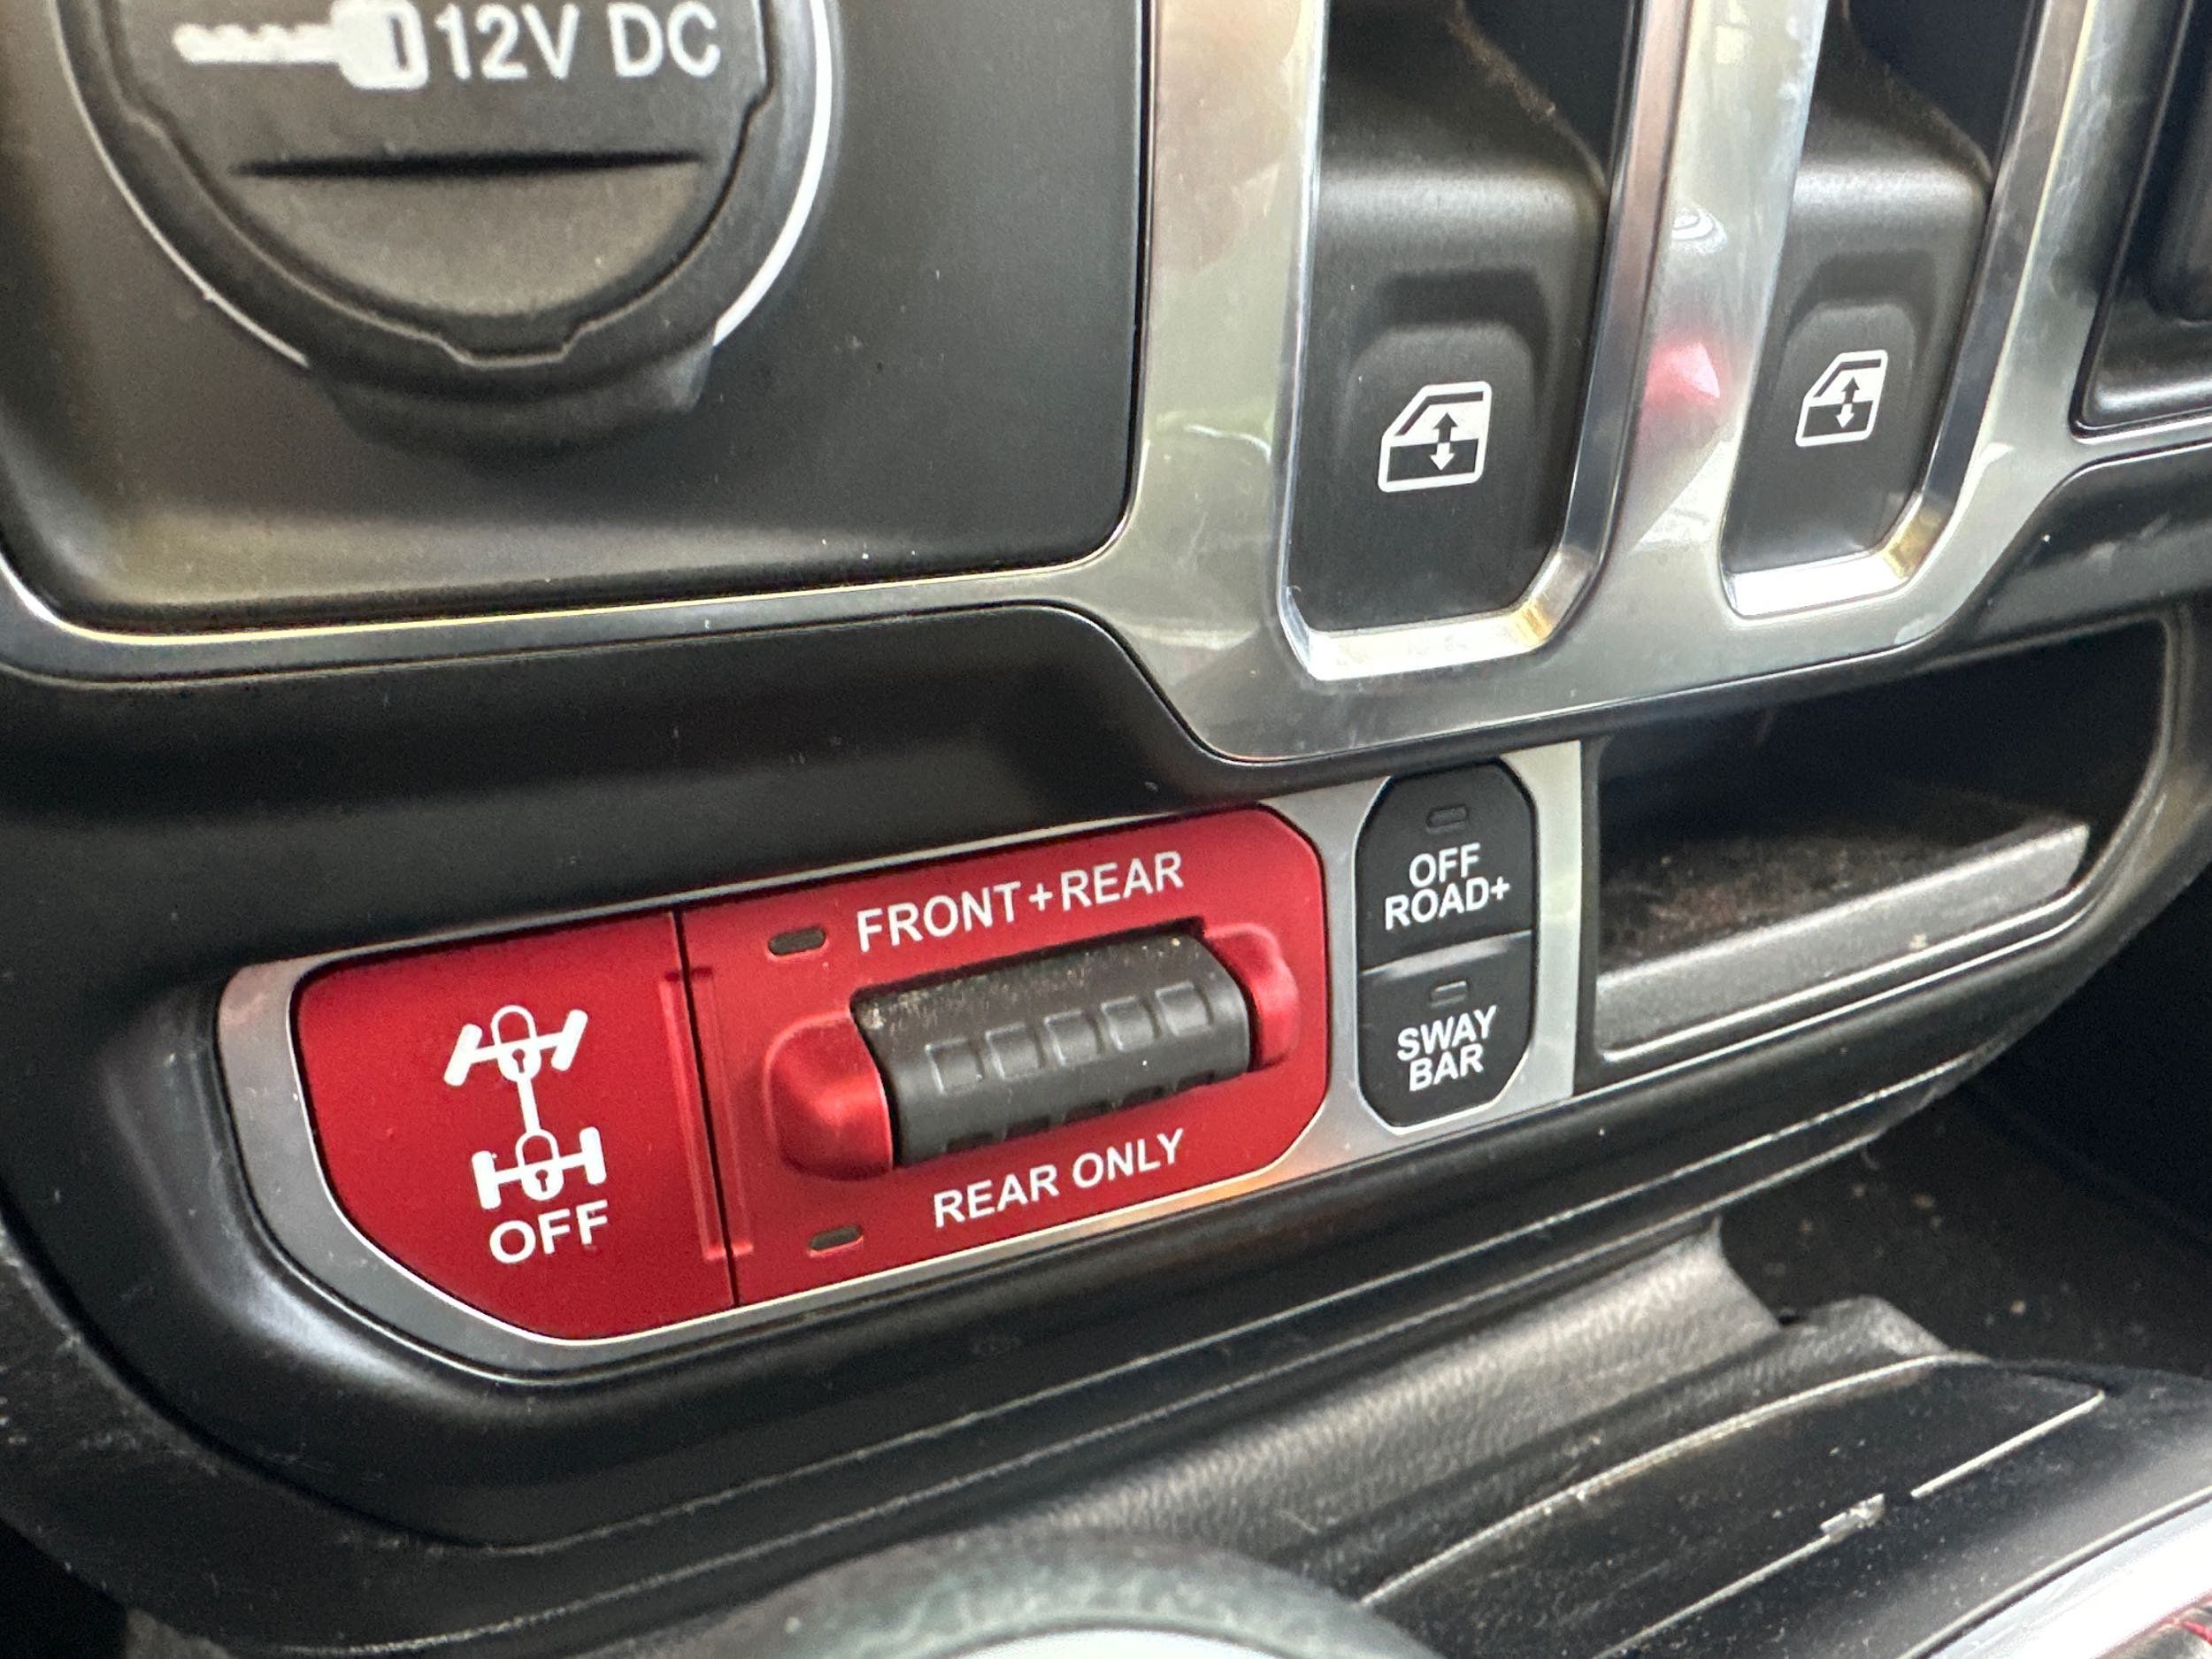 12V DC
FRONT+REAR
OFF
ROAD+
SWAY
BAR
REAR ONLY
OFF